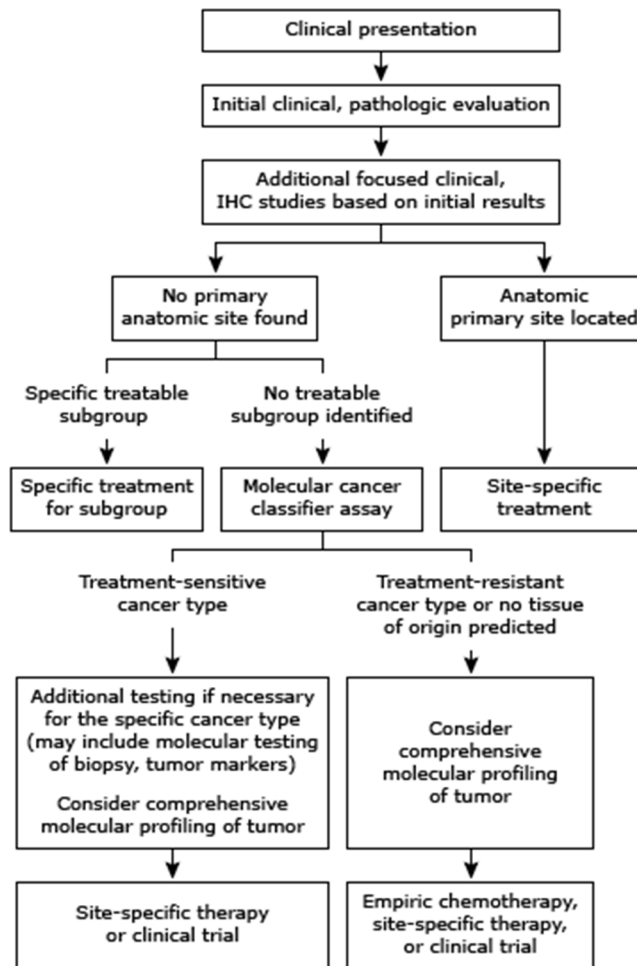 Clinical presentation
Initial clinical, pathologic evaluation
Additional focused clinical,
IHC studies based on initial results
No primary
anatomic site found
Anatomic
primary site located
Specific treatable
subgroup
No treatable
subgroup identified
Specific treatment
for subgroup
Molecular cancer
classifier assay
Site-specific
treatment
Treatment-sensitive
cancer type
Treatment-resistant
cancer type or no tissue
of origin predicted
Additional testing if necessary
for the specific cancer type
(may include molecular testing
of biopsy, tumor markers)
Consider comprehensive
molecular profiling of tumor
Consider
comprehensive
molecular profiling
of tumor
Site-specific therapy
or clinical trial
Empiric chemotherapy,
site-specific therapy,
or clinical trial